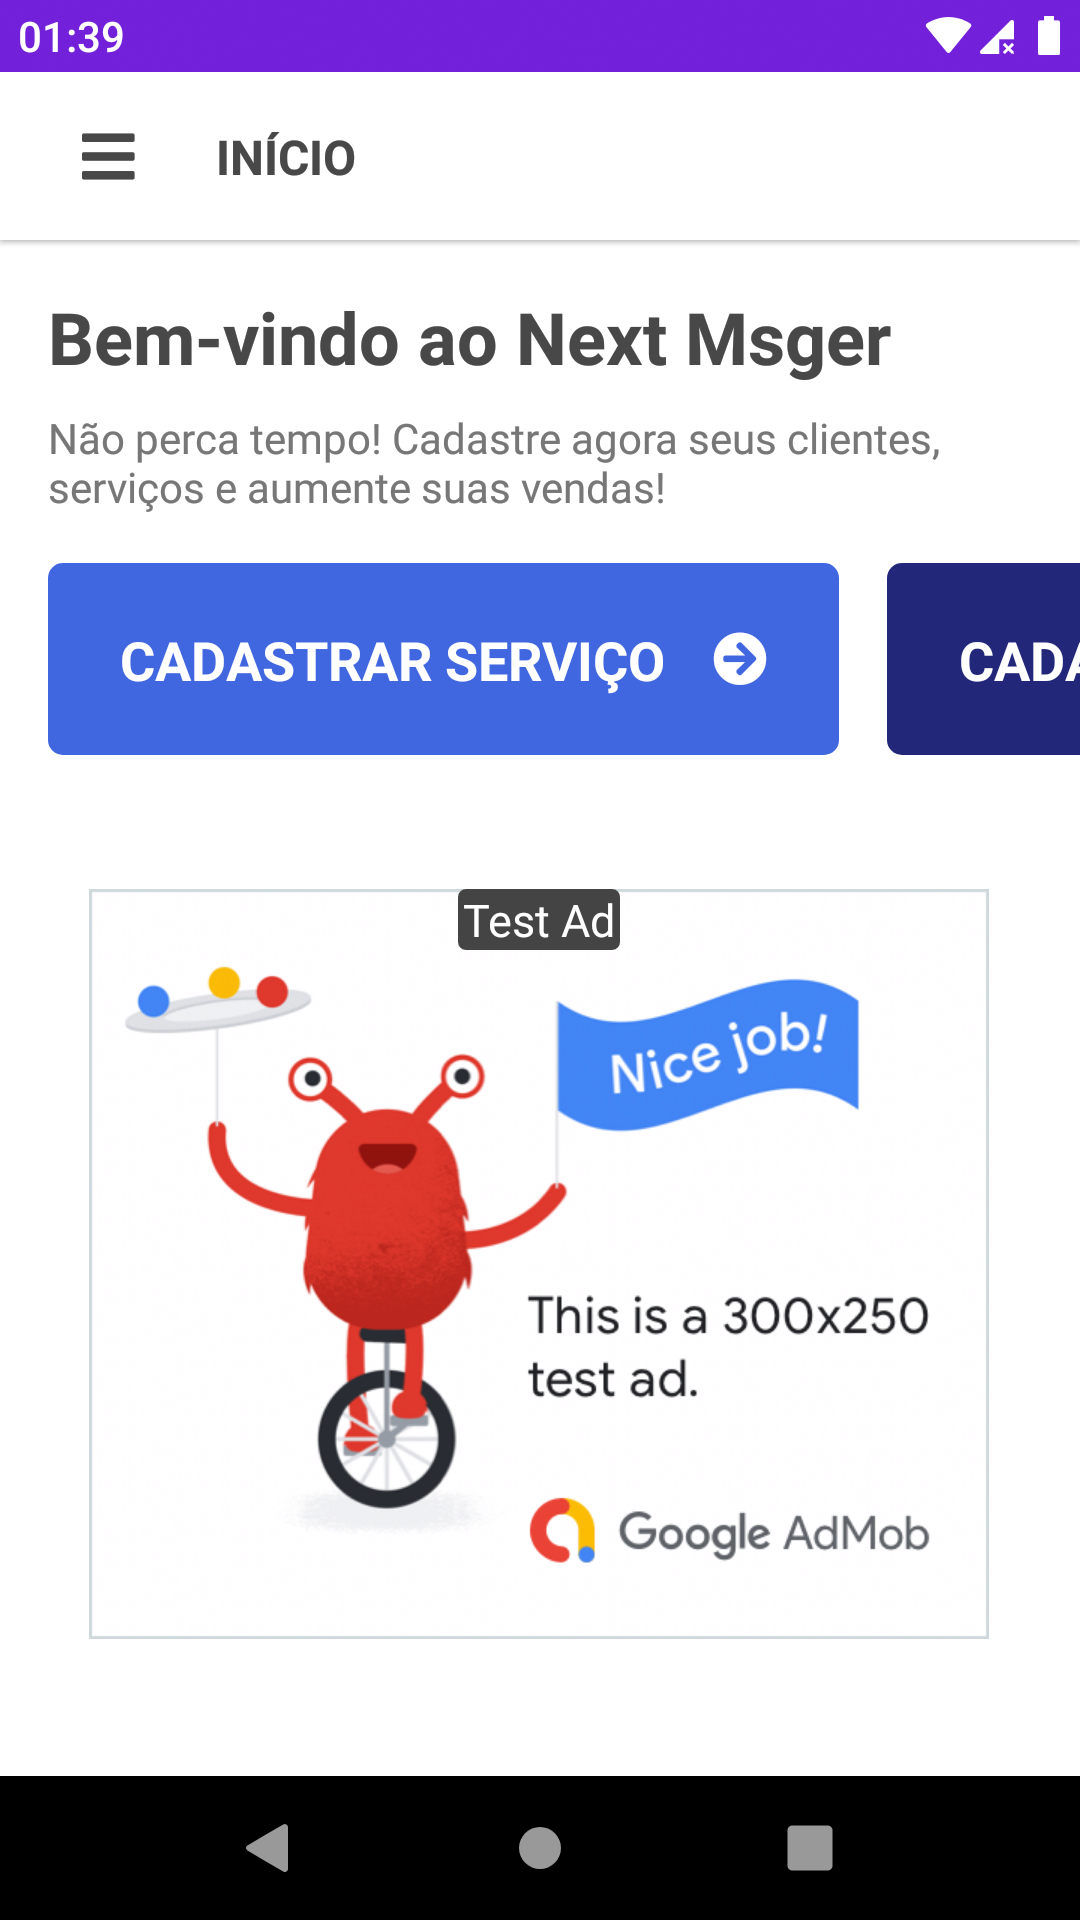 01:39
INÍCIO
Bem-vindo ao Next Msger
Não perca tempo! Cadastre agora seus clientes,
serviços e aumente suas vendas!
CADASTRAR SERVIÇO
CADA
Test Ad
Nice job!
This is a 300x250
test ad.
Google AdMob